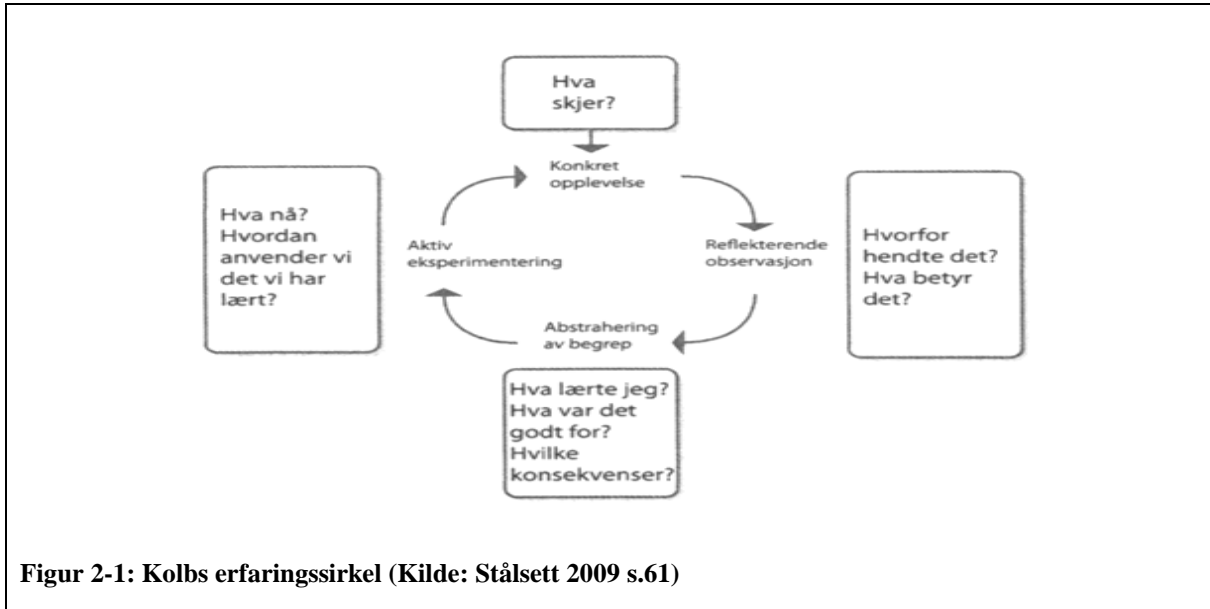 Hva
skjer?
Konkret
opplevelse
Reflekterende
observasjon
Hvorfor
hendte det?
Hva betyr
det?
Abstrahering
av begrep
Hva lærte jeg?
Hva var det
godt for?
Hvilke
konsekvenser?
Aktiv
eksperimentering
Hva nå?
Hvordan
anvender vi
det vi har
lært?
Figur 2-1: Kolbs erfaringssirkel (Kilde: Stålsett 2009 s.61)